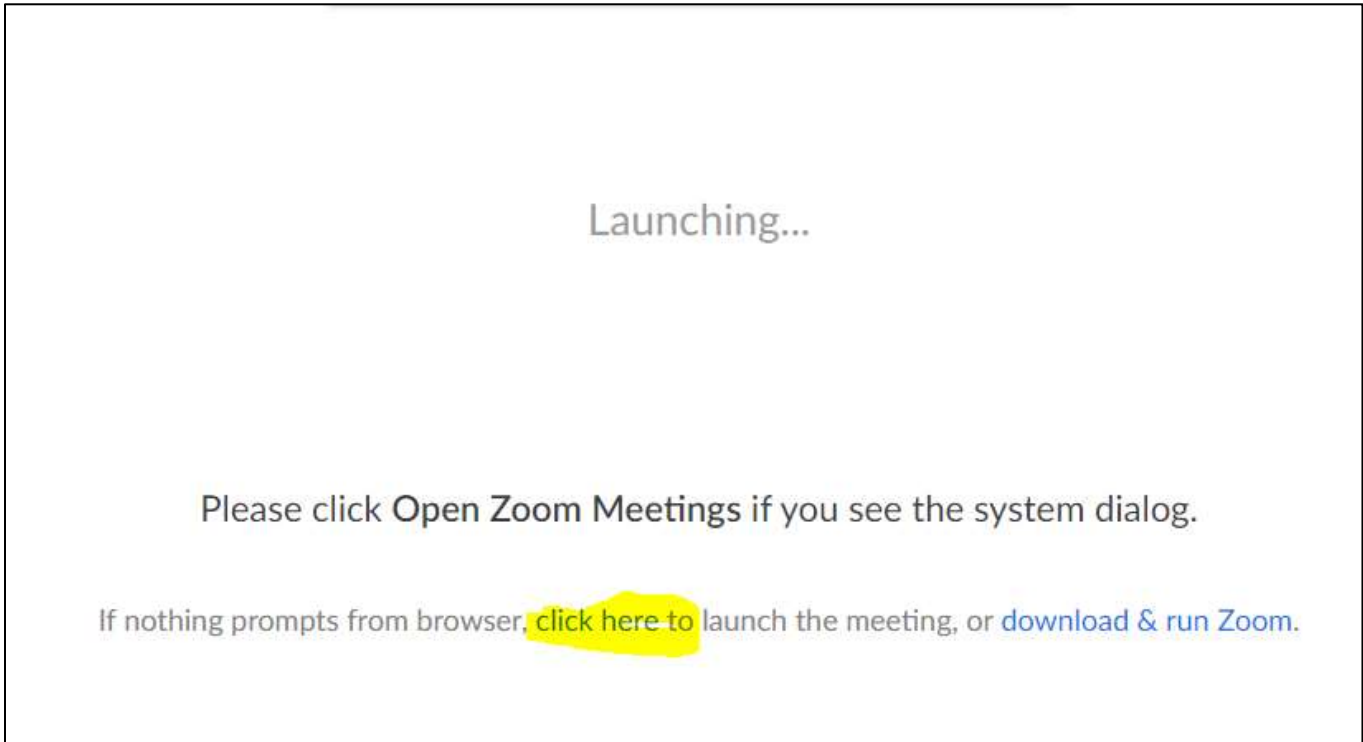 Launching...
Please click Open Zoom Meetings if you see the system dialog.
If nothing prompts from browser, click here to launch the meeting, or download & run Zoom.